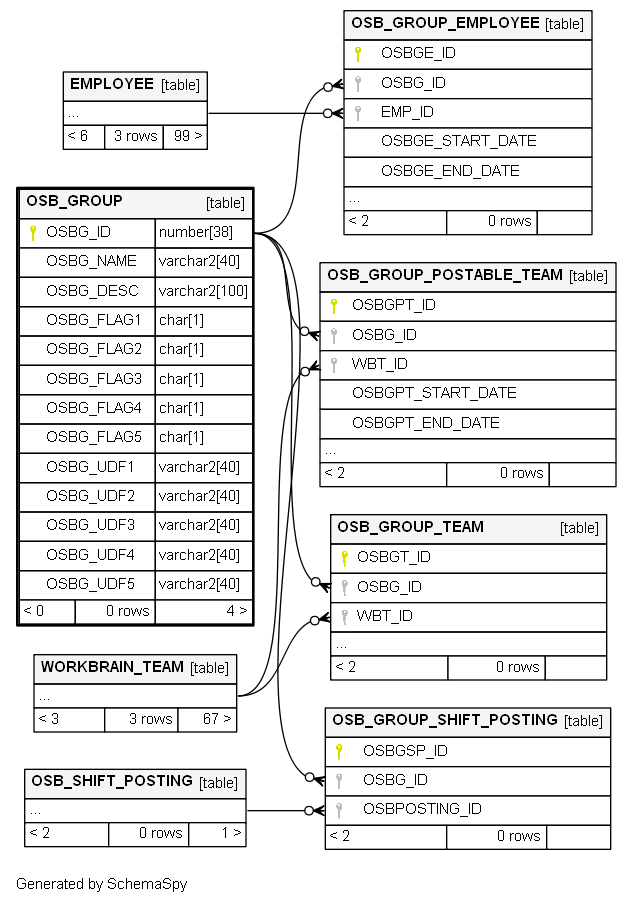 OSB_GROUP_EMPLOYEE [table]
OSBGE_ID
OSBG_ID
EMP_ID
OSBGE_START_DATE
OSBGE_END_DATE
...
< 2 0 rows
EMPLOYEE [table]
...
< 6 3 rows 99 >
OSB_GROUP [table]
OSBG_ID number[38]
OSBG_NAME varchar2[40]
OSBG_DESC varchar2[100]
OSBG_FLAG1 char[1]
OSBG_FLAG2 char[1]
OSBG_FLAG3 char[1]
OSBG_FLAG4 char[1]
OSBG_FLAG5 char[1]
OSBG_UDF1 varchar2[40]
OSBG_UDF2 varchar2[40]
OSBG_UDF3 varchar2[40]
OSBG_UDF4 varchar2[40]
OSBG_UDF5 varchar2[40]
< 0 0 rows 4 >
OSB_GROUP_POSTABLE_TEAM [table]
OSBGPT_ID
OSBG_ID
WBT_ID
OSBGPT_START_DATE
OSBGPT_END_DATE
...
< 2 0 rows
OSB_GROUP_TEAM [table]
OSBGT_ID
OSBG_ID
WBT_ID
...
< 2 0 rows
WORKBRAIN_TEAM [table]
...
< 3 3 rows 67 >
OSB_GROUP_SHIFT_POSTING [table]
OSBGSP_ID
OSBG_ID
OSBPOSTING_ID
< 2 0 rows
OSB_SHIFT_POSTING [table]
...
< 2 0 rows 1 >
Generated by SchemaSpy